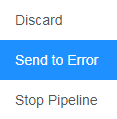 Discard
Send to Error
Stop Pipeline